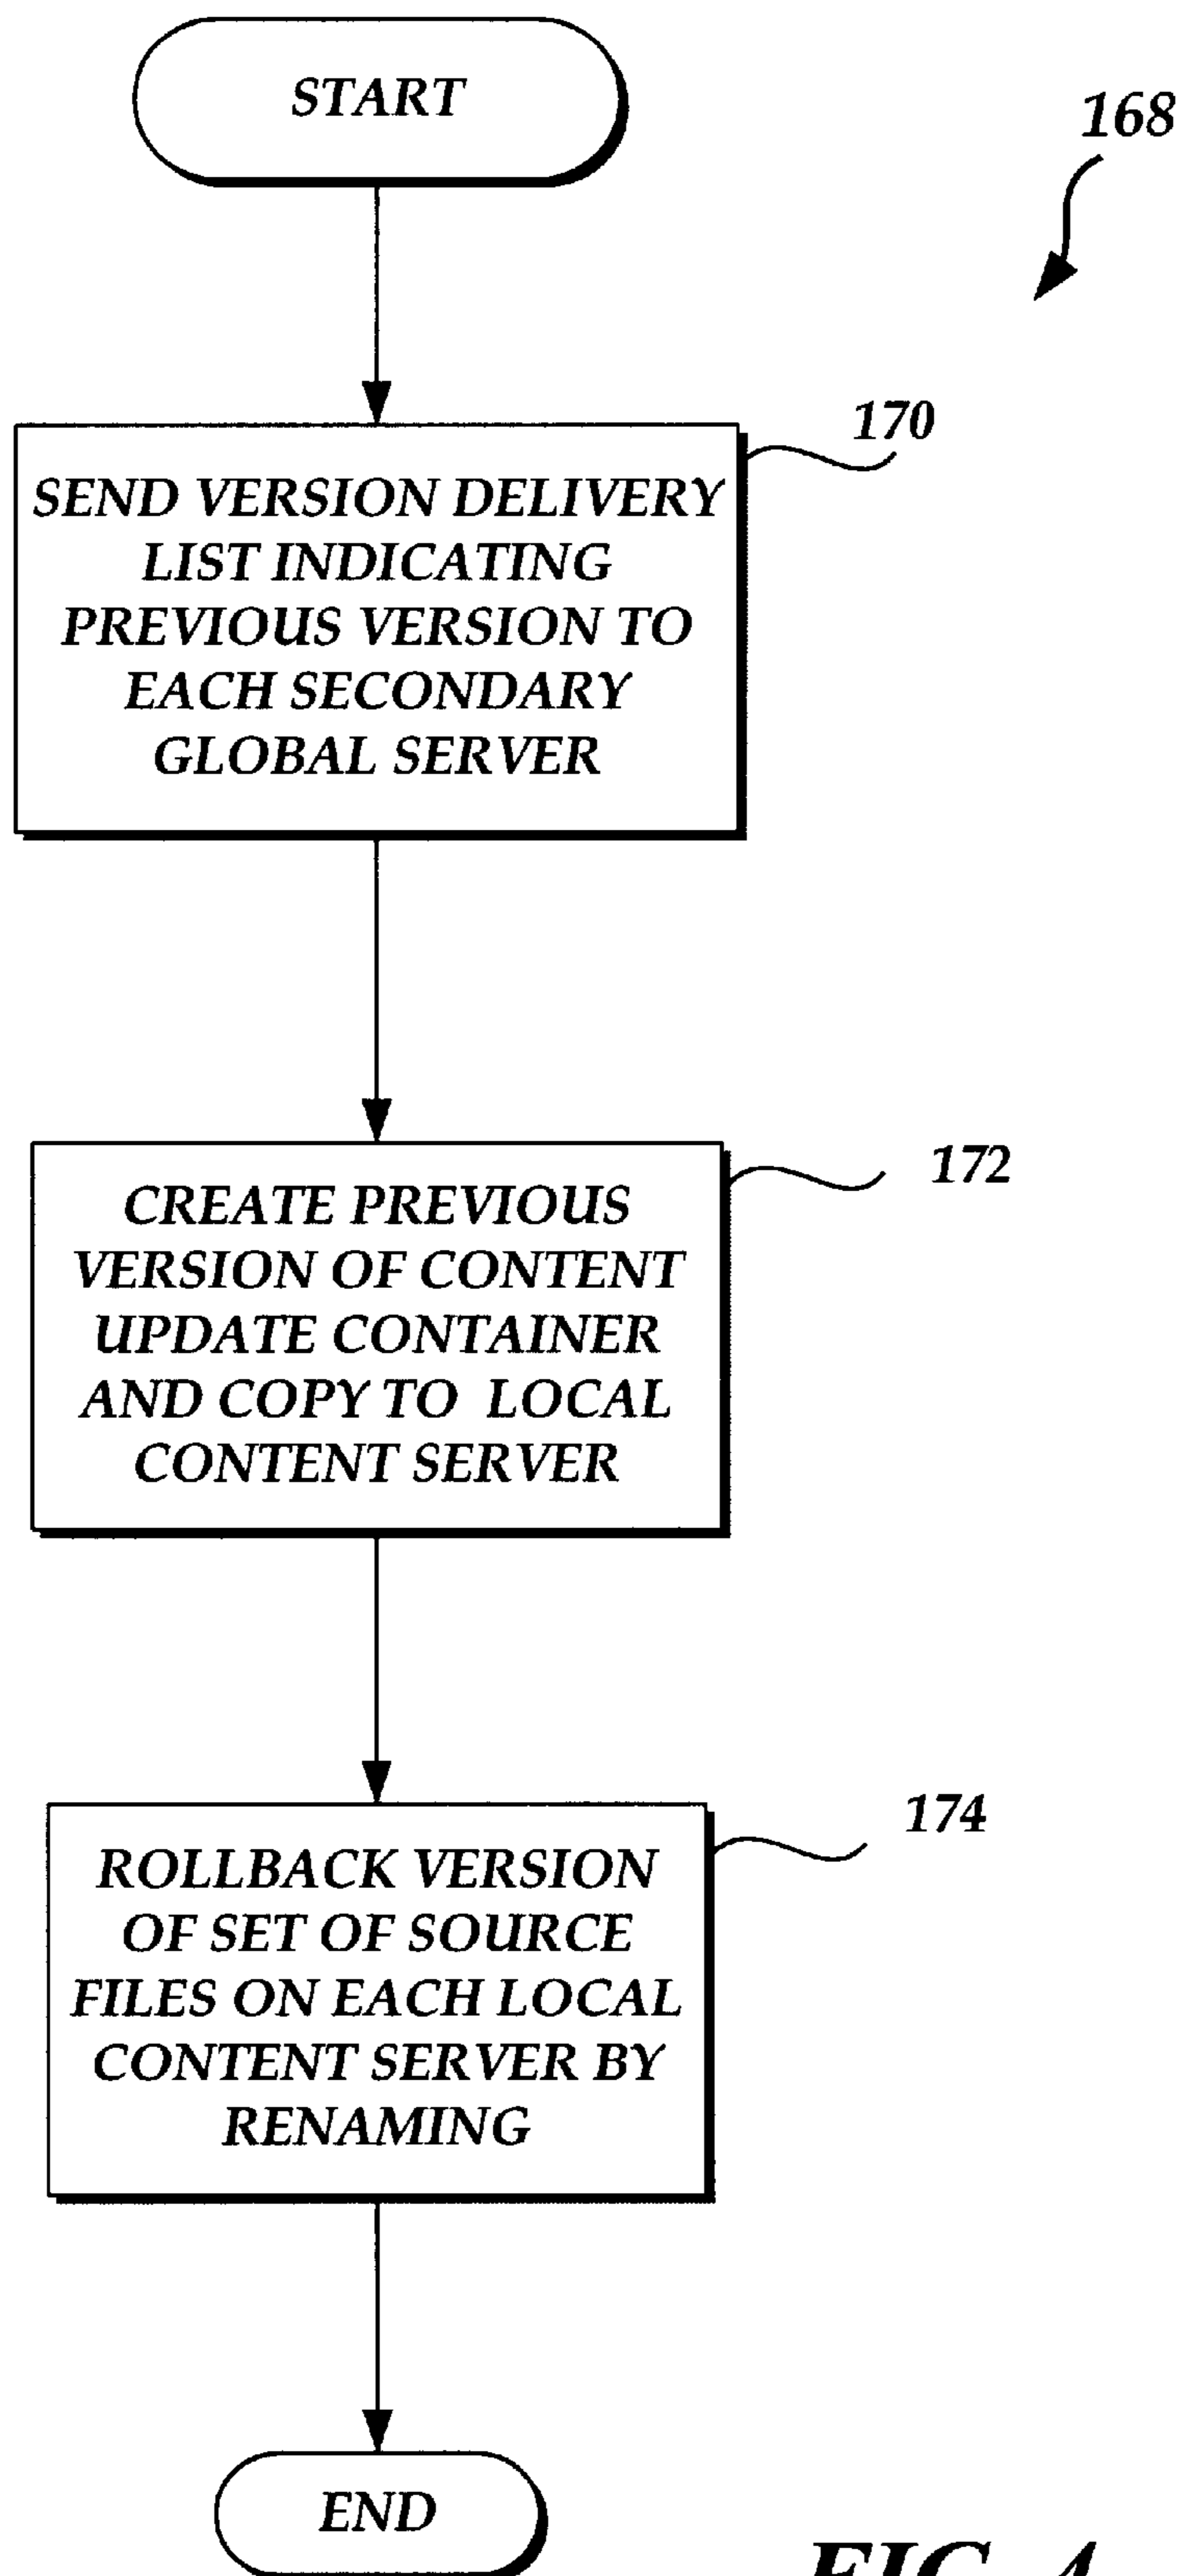 START
168
170
SEND VERSION DELIVERY
LIST INDICATING
PREVIOUS VERSION TO
EACH SECONDARY
GLOBAL SERVER
172
CREATE PREVIOUS
VERSION OF CONTENT
UPDATE CONTAINER
AND COPY TO LOCAL
CONTENT SERVER
174
ROLLBACK VERSION
OF SET OF SOURCE
FILES ON EACH LOCAL
CONTENT SERVER BY
RENAMING
END
FIG. 4